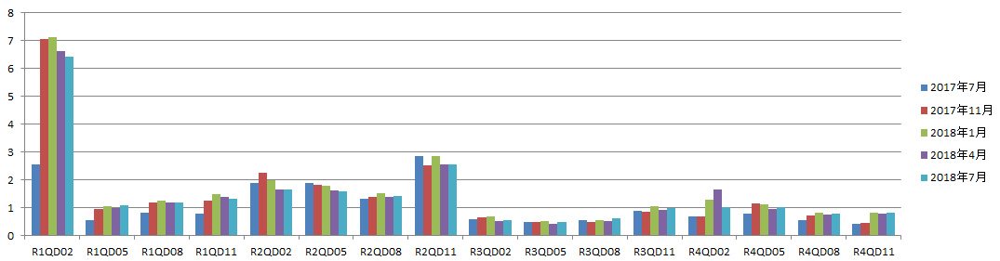 8
7
6
5
4
3
2
1
0
R1QD02 R1QD05 R1QD08 R1QD11 R2QD02 R2QD05 R2QD08 R2QD11 R3QD02 R3QD05 R3QD08 R3QD11 R4QD02 R4QD05 R4QD08 R4QD11
2017年7月
2017年11月
2018年1月
2018年4月
2018年7月